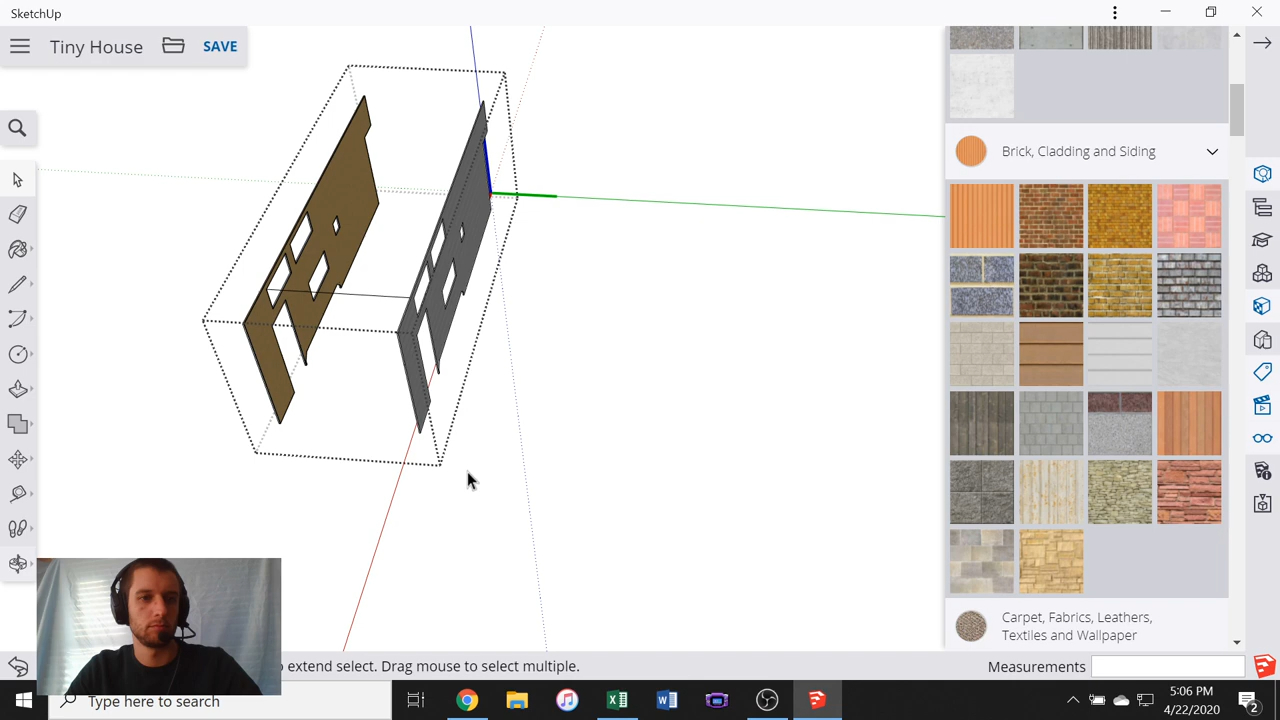 SketchUp
Tiny House
SAVE
Brick, Cladding and Siding
Carpet, Fabrics, Leathers,
Textiles and Wallpaper
extend select. Drag mouse to select multiple.
Measurements
Type here to search
5:06 PM
4/22/2020
2